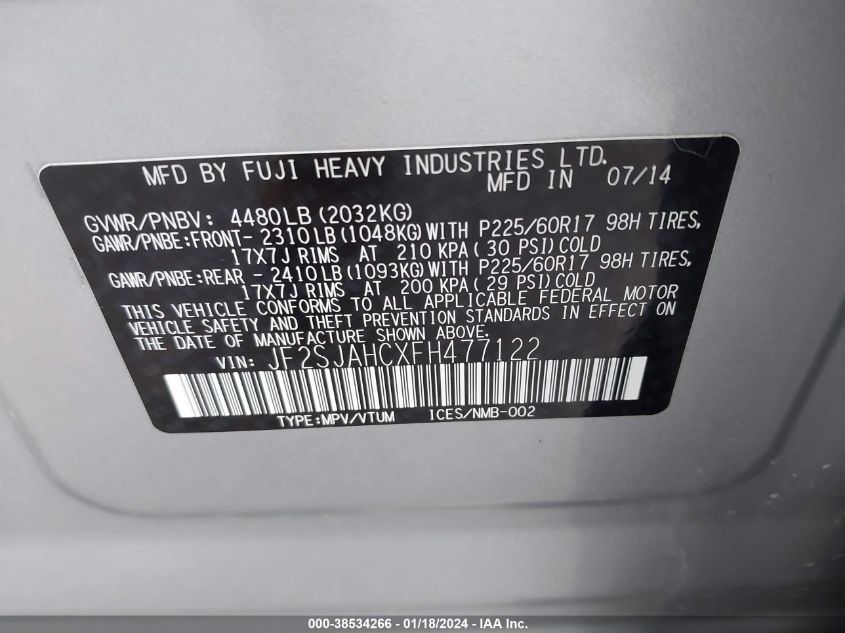 MFD BY FUJI HEAVY INDUSTRIES LTD.
MFD IN 07/14
GVWR/PNBV: 4480LB (2032KG)
GAWR/PNBE:FRONT- 2310LB (1048KG) WITH P225/60R17 98H TIRES,
17X7J RIMS AT 210 KPA ( 30 PSI) COLD
GAWR/PNBE:REAR - 2410LB (1093KG) WITH P225/60R17 98H TIRES,
17X7J RIMS AT 200 KPA ( 29 PSI) COLD
THIS VEHICLE CONFORMS TO ALL APPLICABLE FEDERAL MOTOR
VEHICLE SAFETY AND THEFT PREVENTION STANDARDS IN EFFECT ON
THE DATE OF MANUFACTURE SHOWN ABOVE.
VIN: JF2SJAHCXFH477122
TYPE:MPV/VTUM ICES/NMB-002
000-38534266 - 01/18/2024 - IAA Inc.